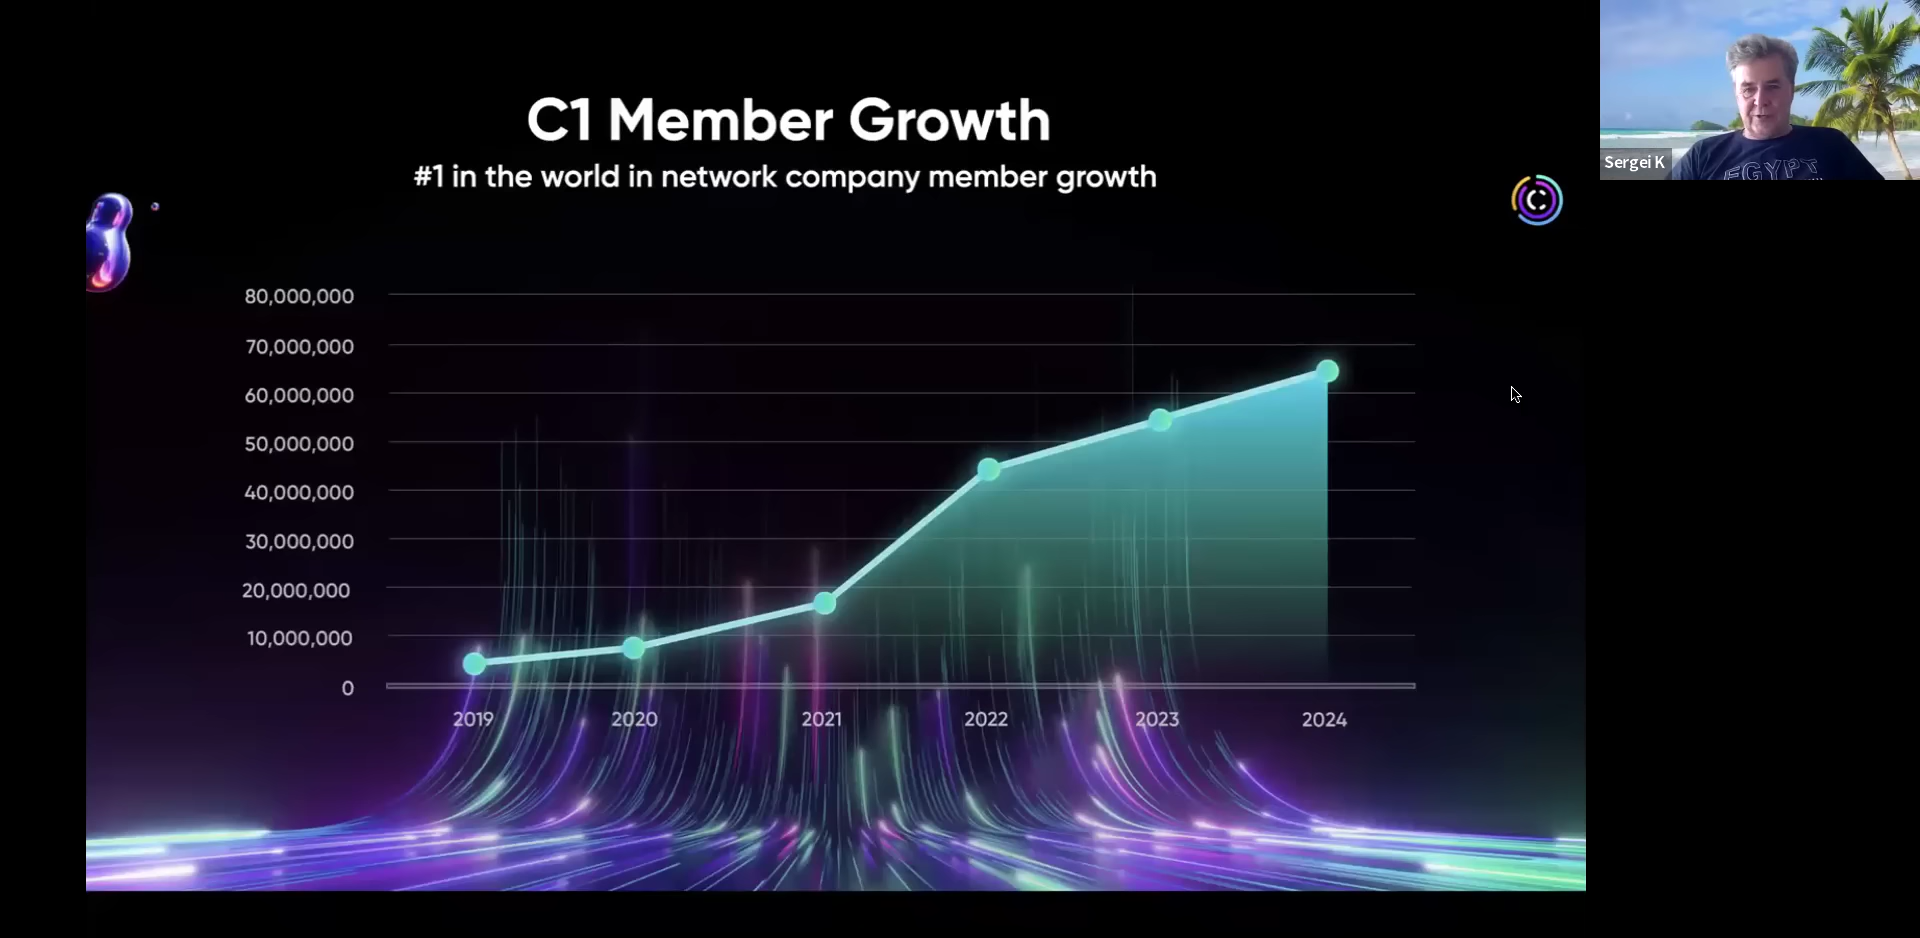 C1 Member Growth
#1 in the world in network company member growth
Sergei K
EGYPT
80,000,000
70,000,000
60,000,000
50,000,000
40,000,000
30,000,000
20,000,000
10,000,000
0
2019 2020 2021 2022 2023 2024